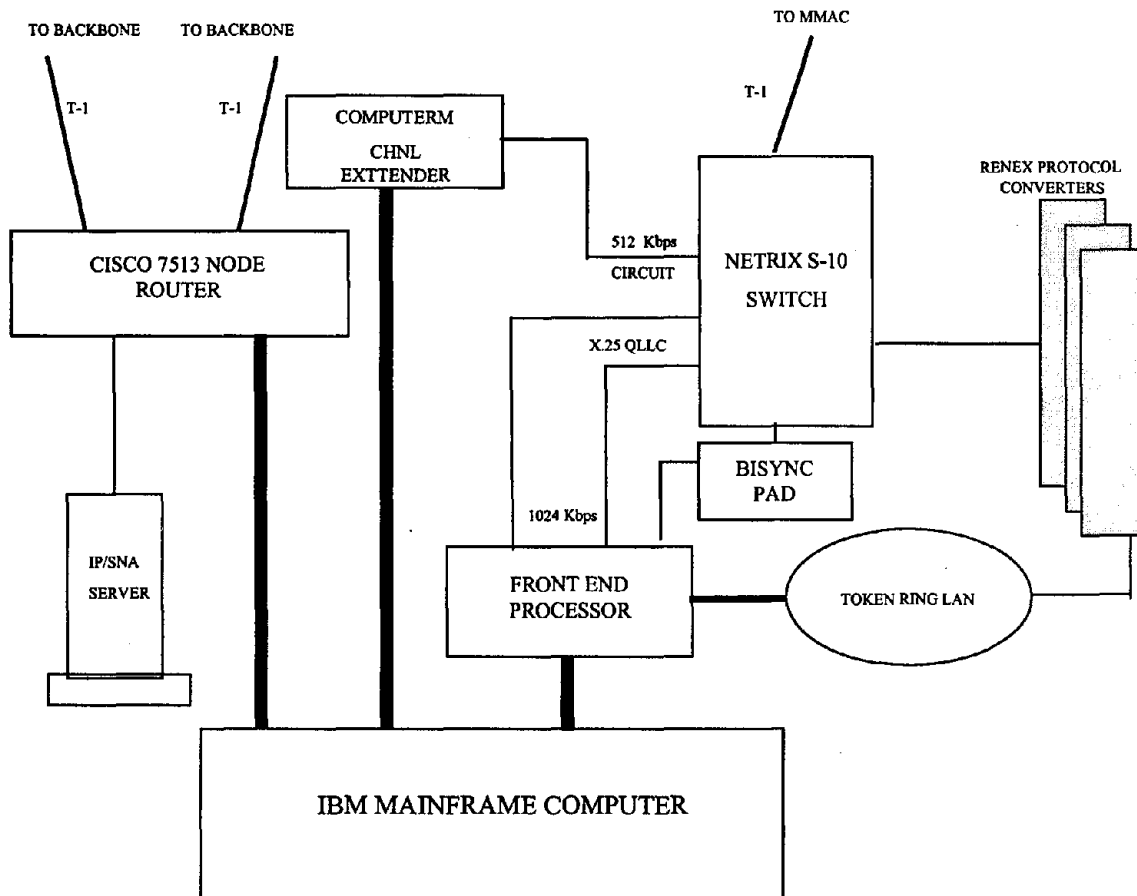 TO MMAC
TO BACKBONE
TO BACKBONE
T-1
T-1
T-1
COMPUTERM
CHNL
EXTTENDER
RENEX PROTOCOL
CONVERTERS
512 Kbps
CIRCUIT
NETRIX S-10
SWITCH
CISCO 7513 NODE
ROUTER
X.25 QLLC
BISYNC
PAD
1024 Kbps
IP/SNA
SERVER
FRONT END
PROCESSOR
TOKEN RING LAN
IBM MAINFRAME COMPUTER